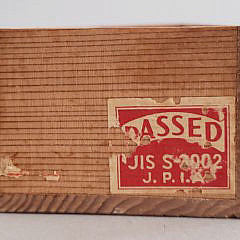 PASSED
JIS S-2002
J. P. I.